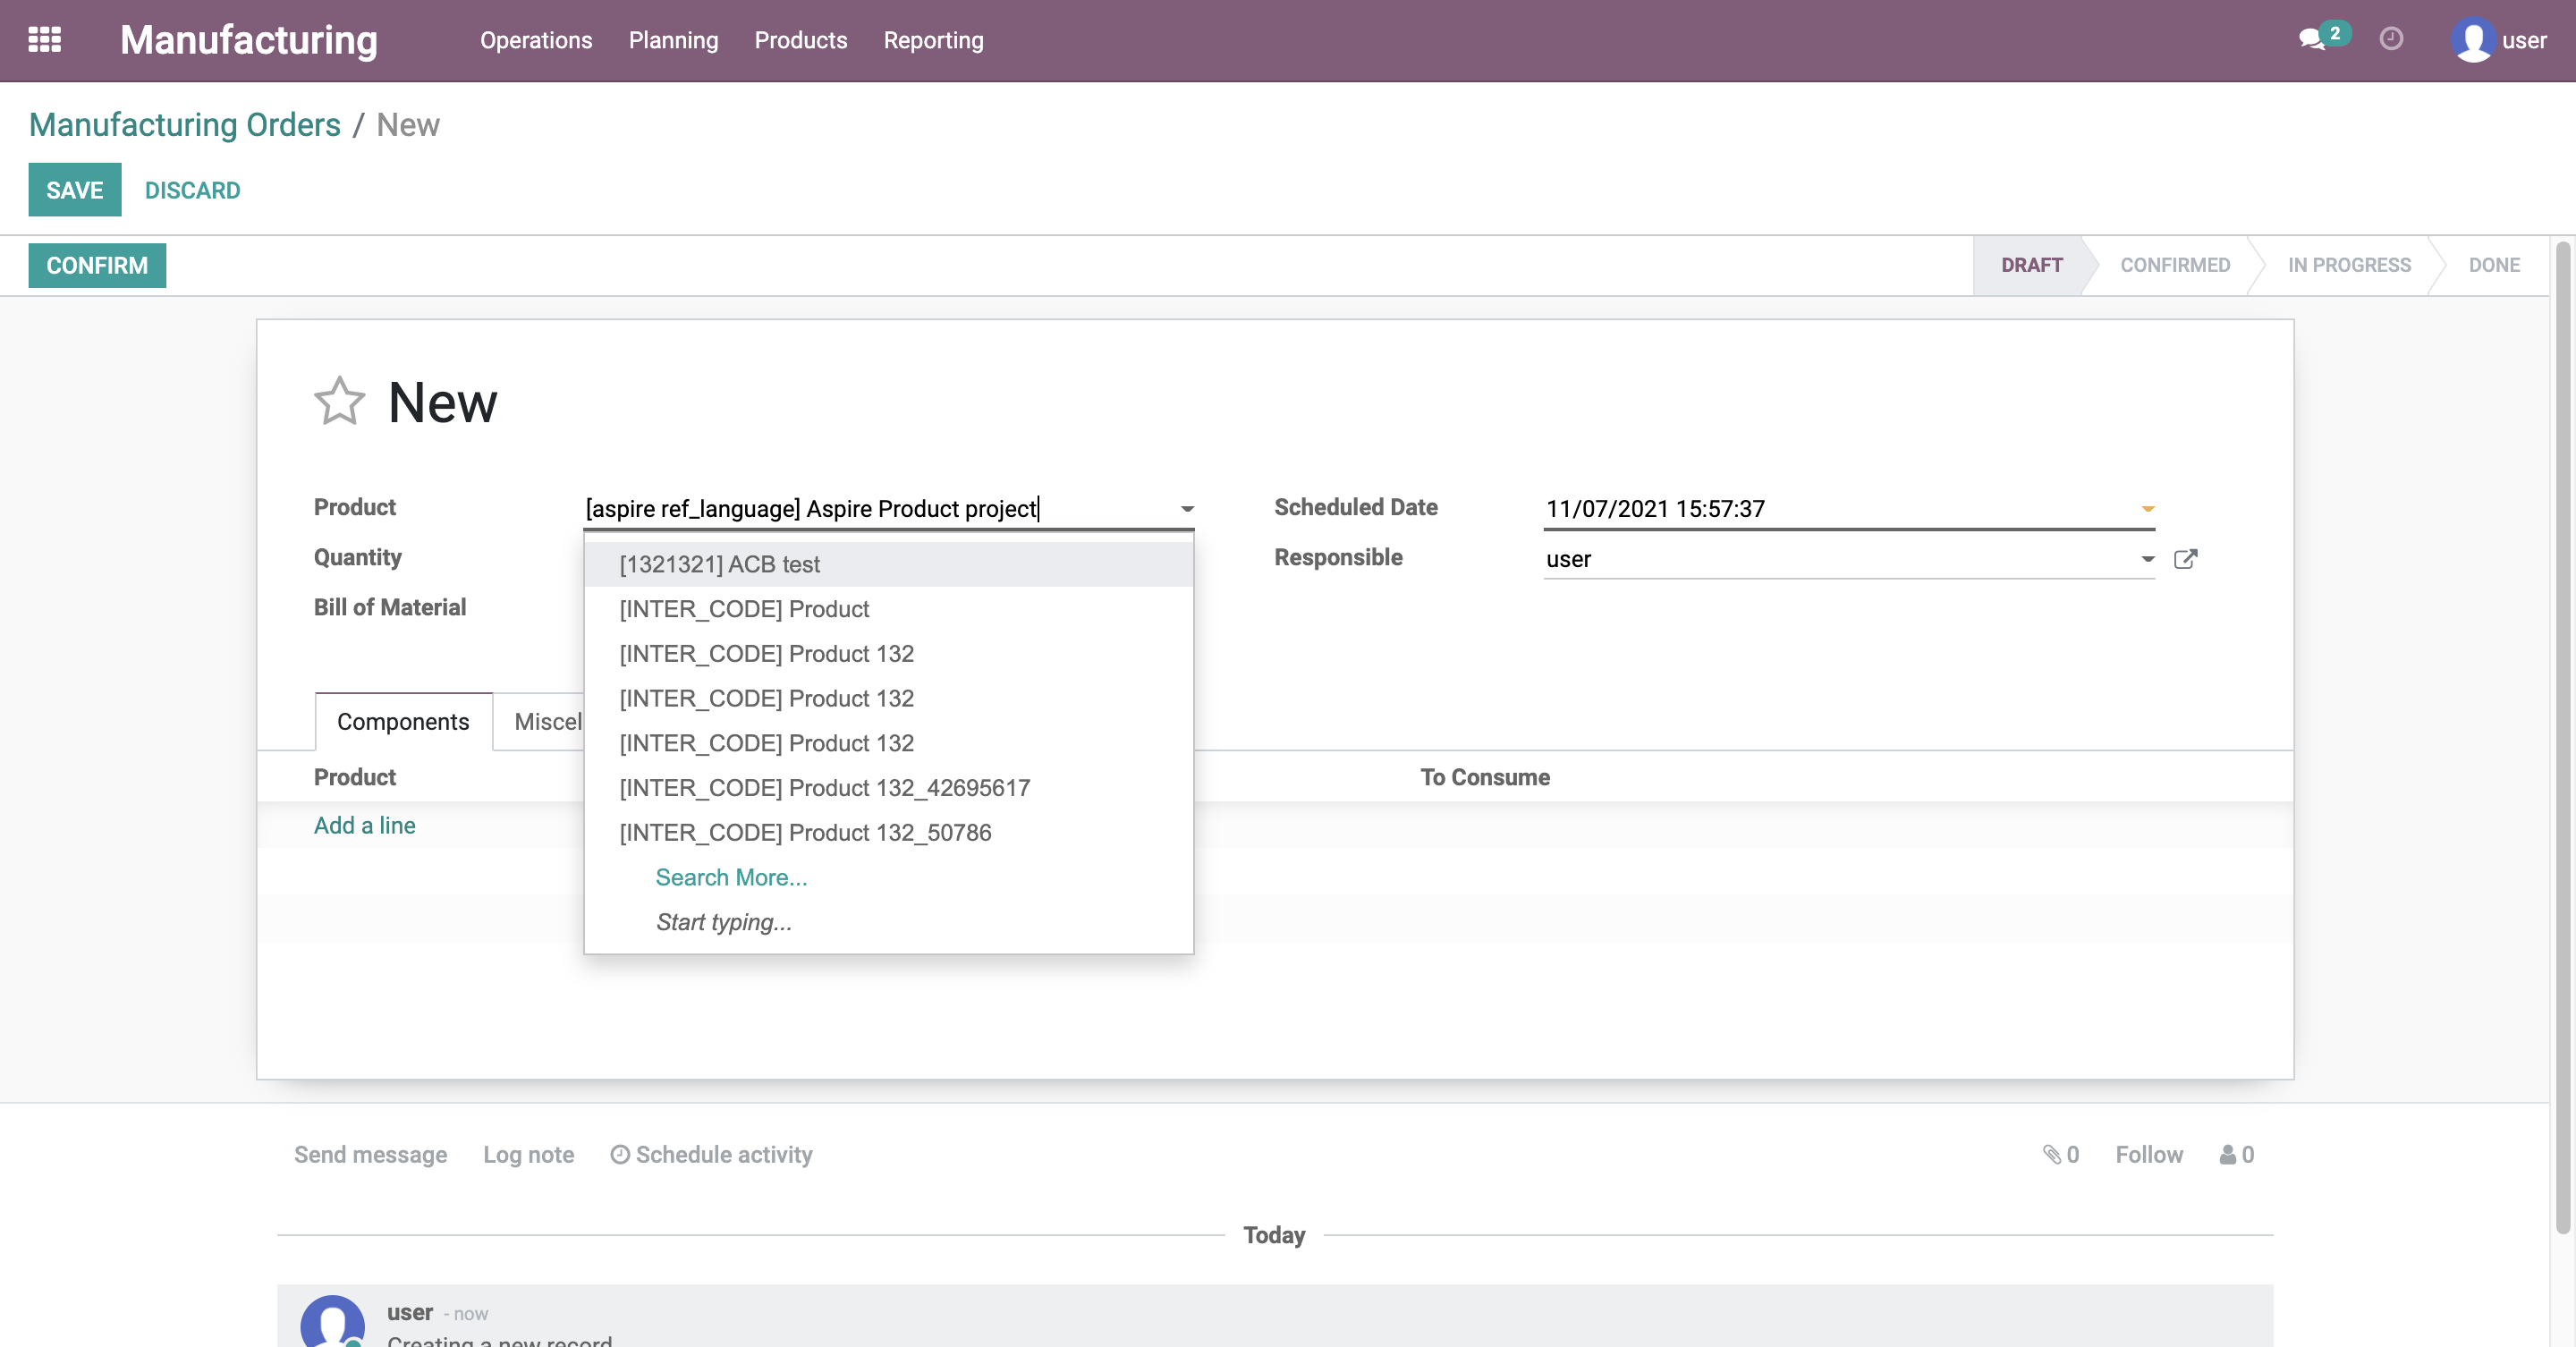 Manufacturing Operations Planning Products Reporting 2 user
Manufacturing Orders / New
SAVE DISCARD
CONFIRM DRAFT CONFIRMED IN PROGRESS DONE
New
Product [aspire ref_language] Aspire Product project Scheduled Date 11/07/2021 15:57:37
Quantity Responsible user
Bill of Material
[1321321] ACB test
[INTER_CODE] Product
[INTER_CODE] Product 132
[INTER_CODE] Product 132
[INTER_CODE] Product 132
[INTER_CODE] Product 132_42695617
[INTER_CODE] Product 132_50786
Search More...
Start typing...
Components Miscel
Product To Consume
Add a line
Send message Log note Schedule activity 0 Follow 0
Today
user - now
Creating a new record